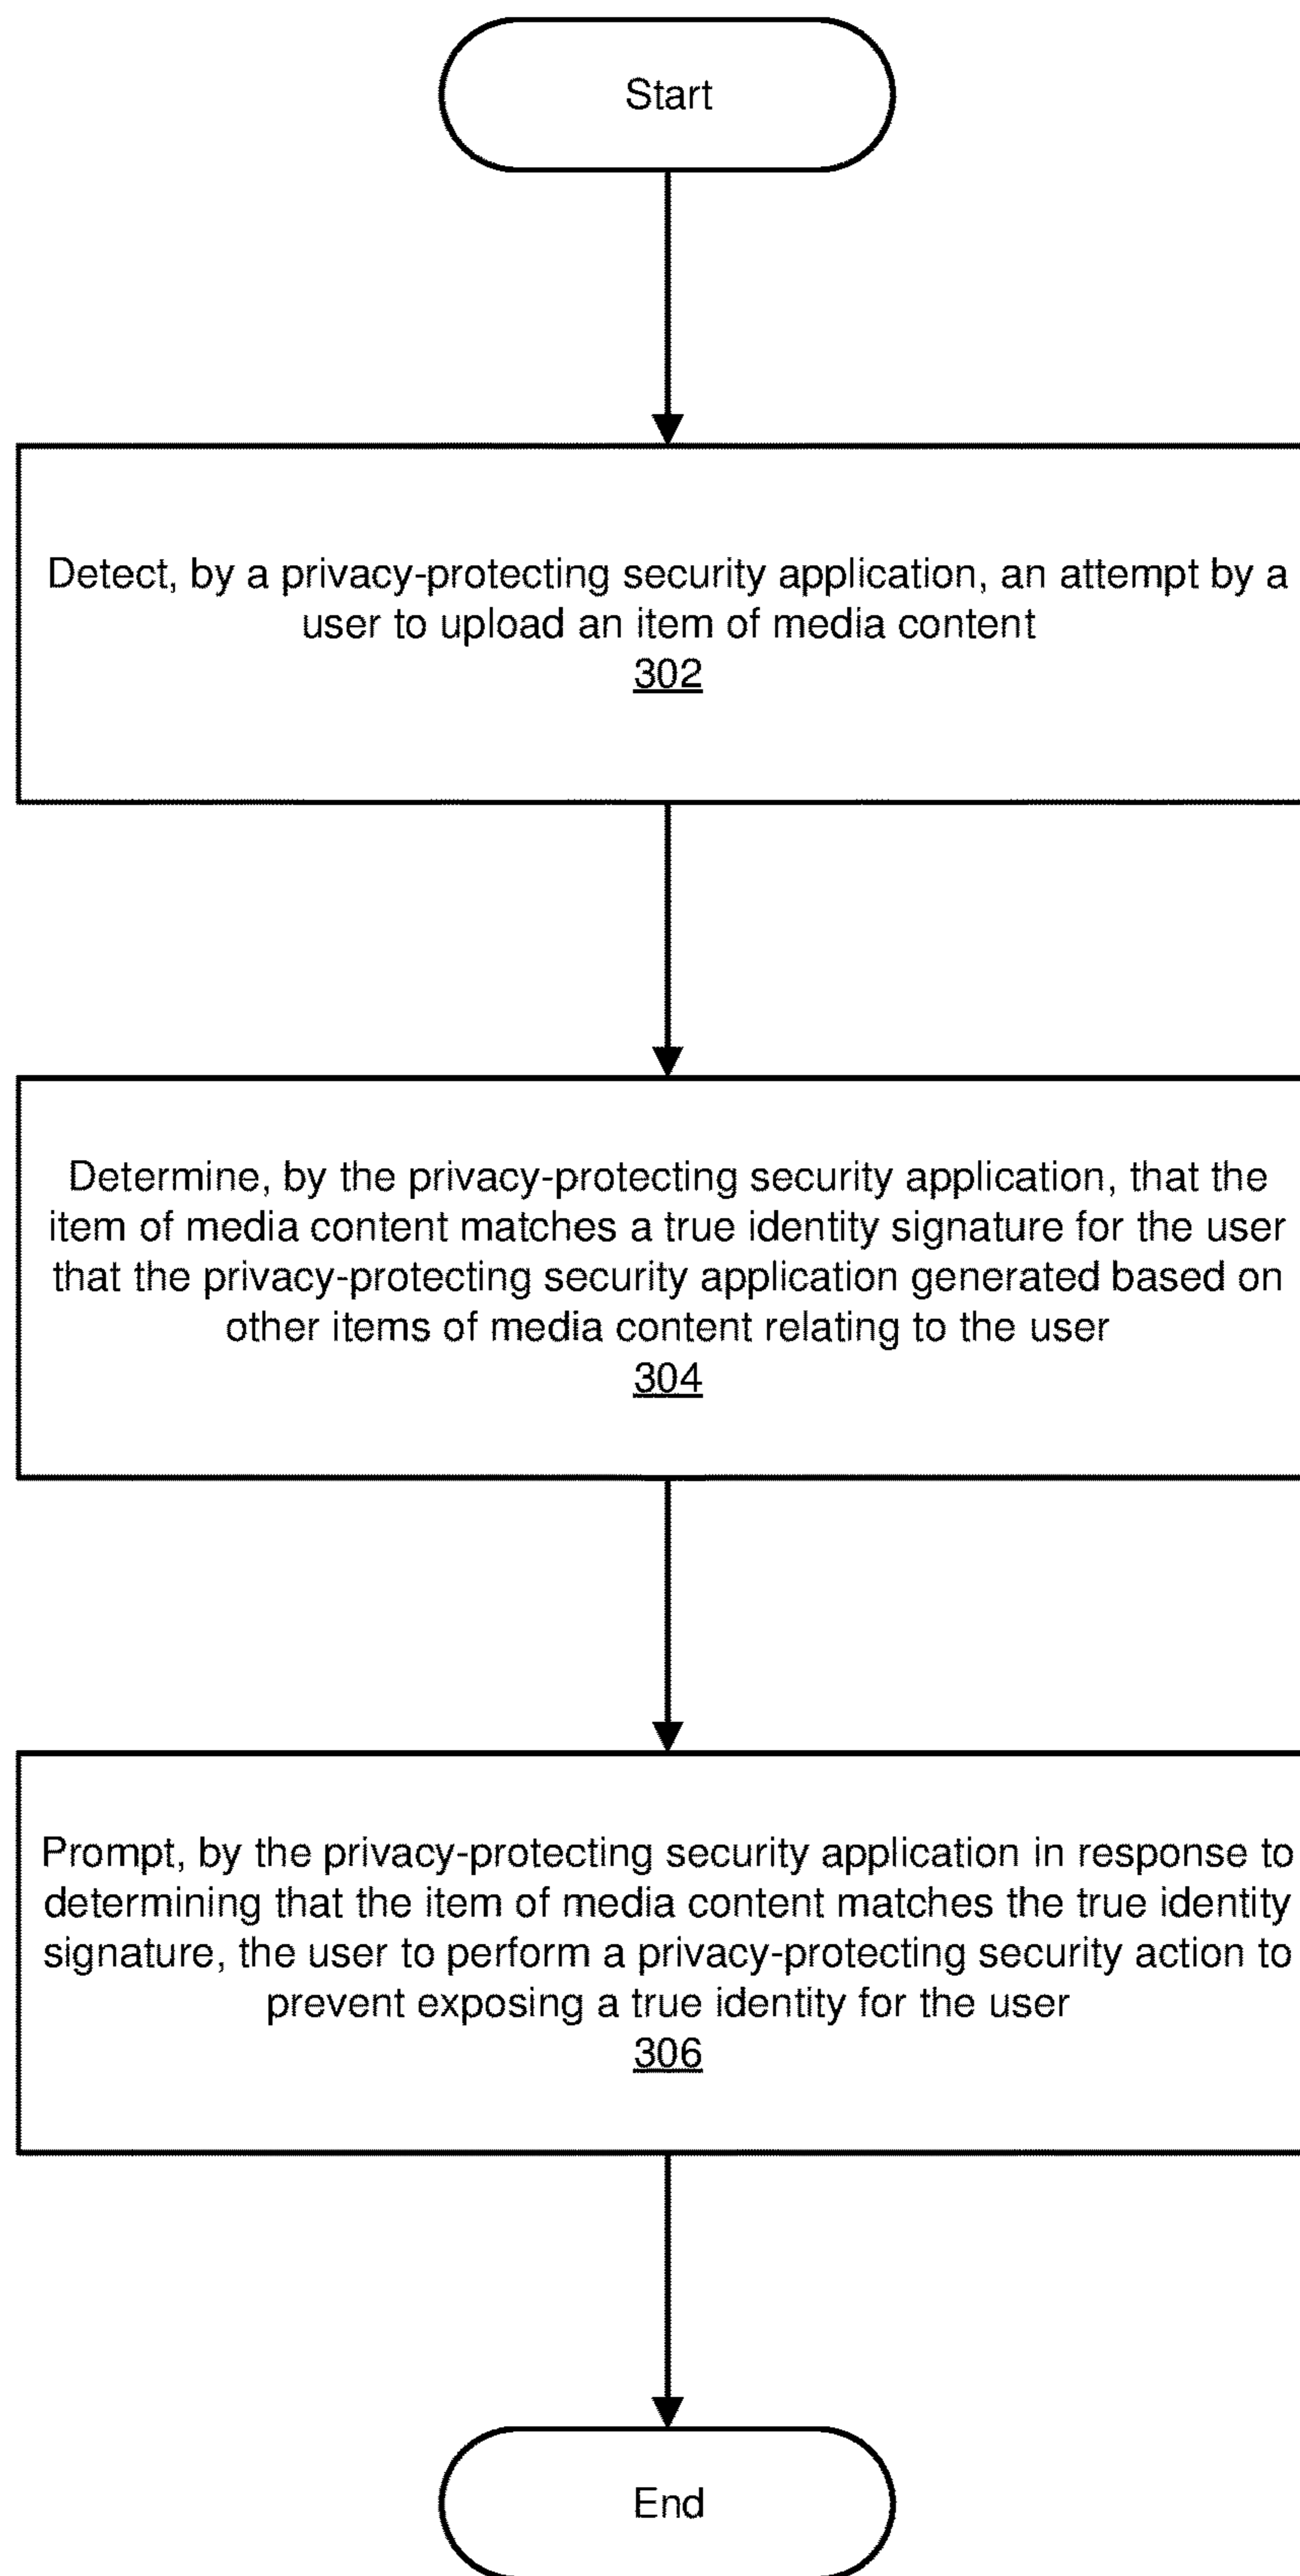 Start
Detect, by a privacy-protecting security application, an attempt by a
user to upload an item of media content
302
Determine, by the privacy-protecting security application, that the
item of media content matches a true identity signature for the user
that the privacy-protecting security application generated based on
other items of media content relating to the user
304
Prompt, by the privacy-protecting security application in response to
determining that the item of media content matches the true identity
signature, the user to perform a privacy-protecting security action to
prevent exposing a true identity for the user
306
End